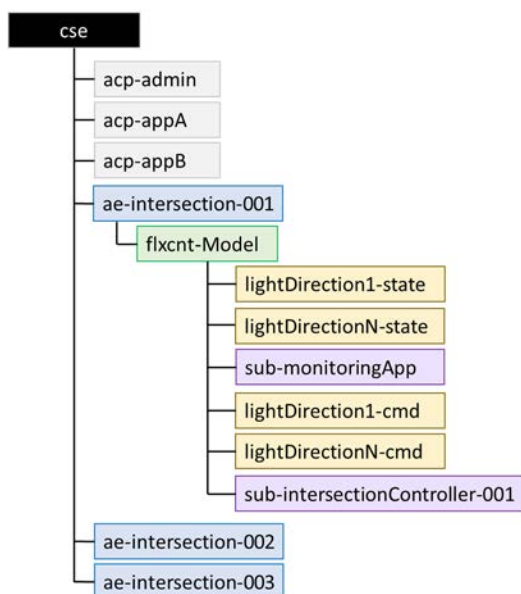 cse
acp-admin
acp-appA
acp-appB
ae-intersection-001
flxcnt-Model
lightDirection1-state
lightDirectionN-state
sub-monitoringApp
lightDirection1-cmd
lightDirectionN-cmd
sub-intersectionController-001
ae-intersection-002
ae-intersection-003